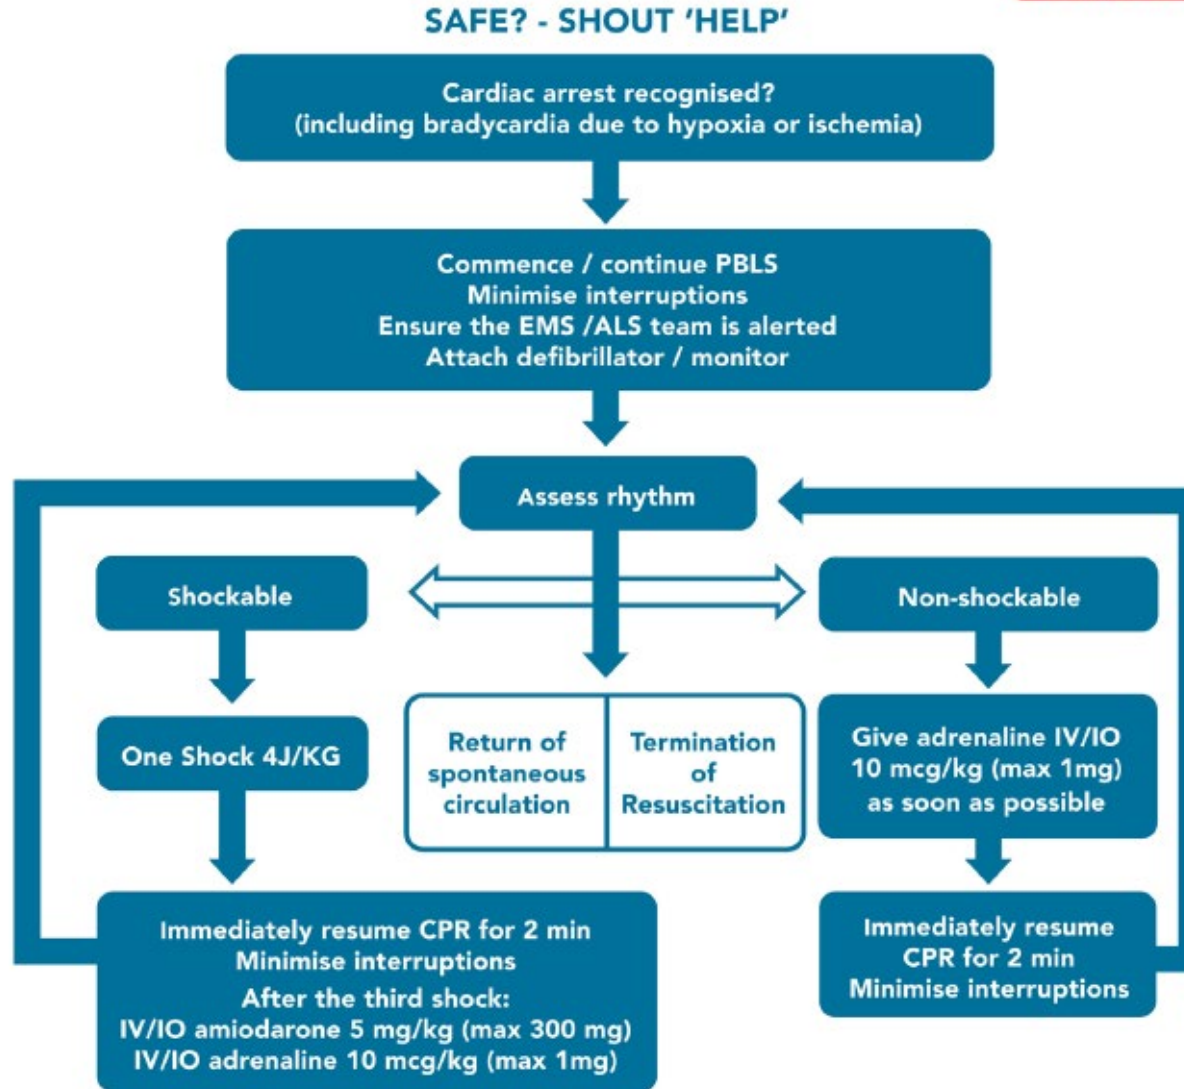 SAFE? - SHOUT 'HELP'
Cardiac arrest recognised?
(including bradycardia due to hypoxia or ischemia)
Commence / continue PBLS
Minimise interruptions
Ensure the EMS /ALS team is alerted
Attach defibrillator / monitor
Assess rhythm
Shockable
Non-shockable
One Shock 4J/KG
Return of
spontaneous
circulation
Termination
of
Resuscitation
Give adrenaline IV/IO
10 mcg/kg (max 1mg)
as soon as possible
Immediately resume CPR for 2 min
Minimise interruptions
After the third shock:
IV/IO amiodarone 5 mg/kg (max 300 mg)
IV/IO adrenaline 10 mcg/kg (max 1mg)
Immediately resume
CPR for 2 min
Minimise interruptions